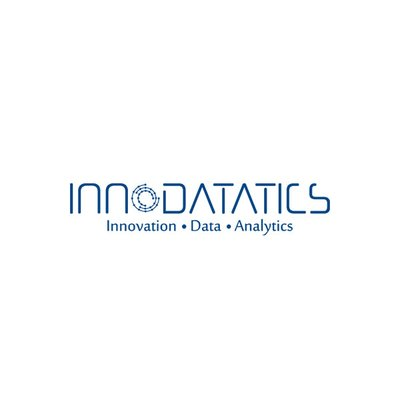 INNODATATICS
Innovation • Data • Analytics